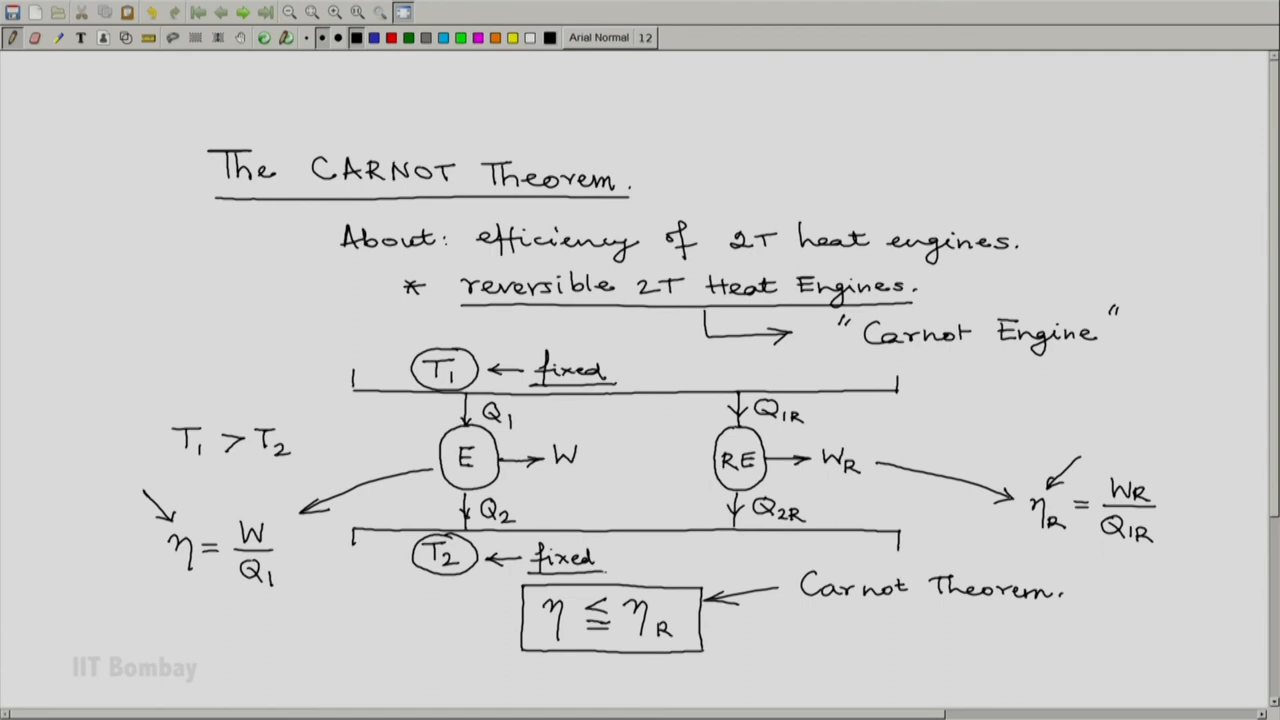 Arial Normal 12
The CARNOT Theorem.
About: efficiency of 2T heat engines.
* reversible 2T Heat Engines.
"Carnot Engine"
T1 ← fixed
Q1 Q1R
T1 > T2
E → W RE → WR
Q2 Q2R
η = W/Q1
ηR = WR/Q1R
T2 ← fixed
η ≦ ηR
Carnot Theorem.
IIT Bombay